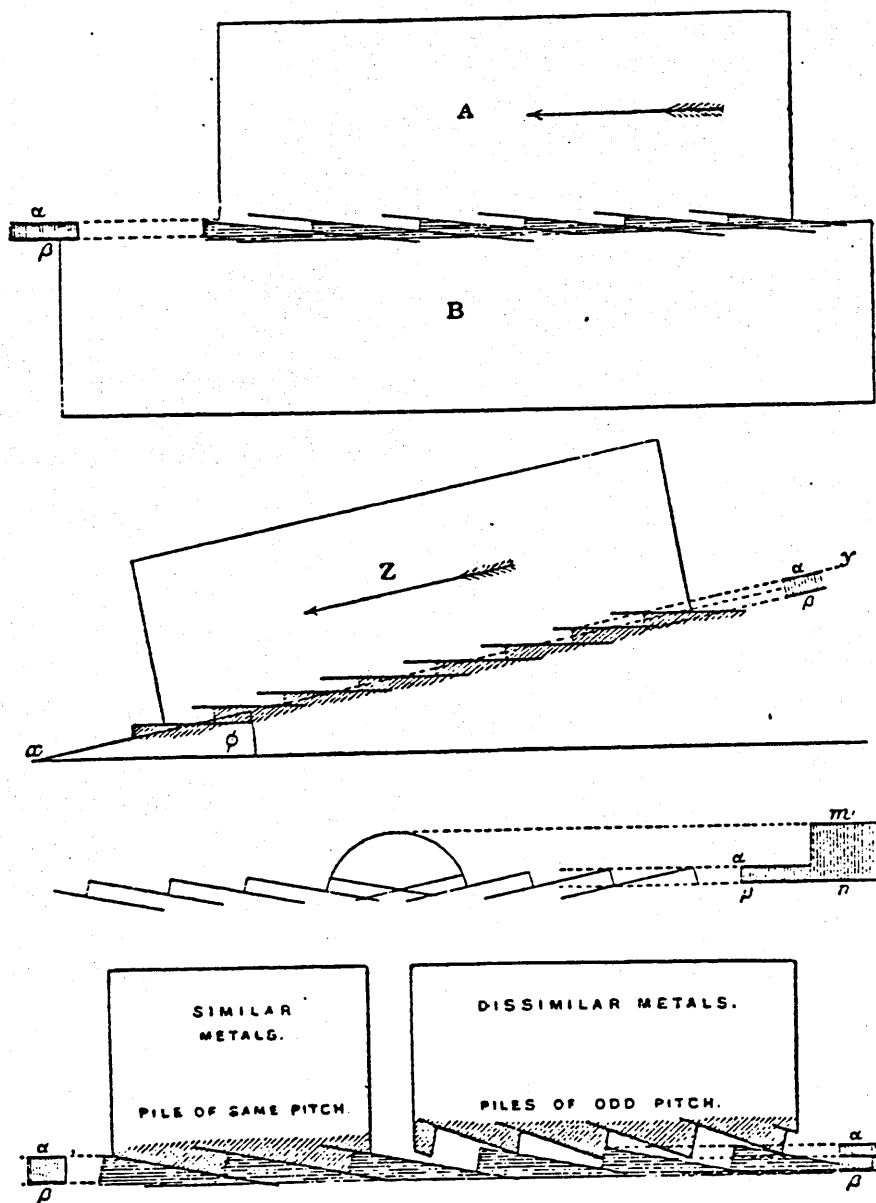 A
α
β
B
Z
α
γ
β
x
φ
m
α
μ
n
SIMILAR
METALS.
DISSIMILAR METALS.
PILE OF SAME PITCH.
PILES OF ODD PITCH.
α
α
β
β